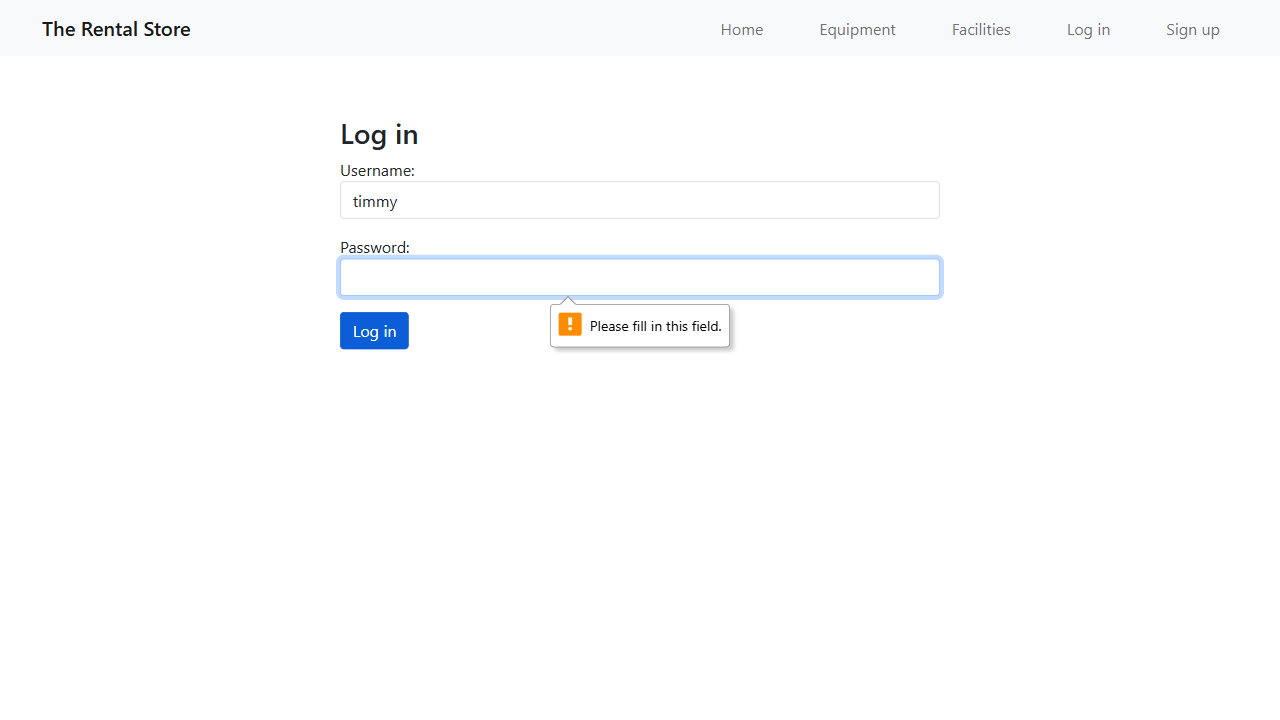 The Rental Store
Home
Equipment
Facilities
Log in
Sign up
Log in
Username:
timmy
Password:
Please fill in this field.
Log in